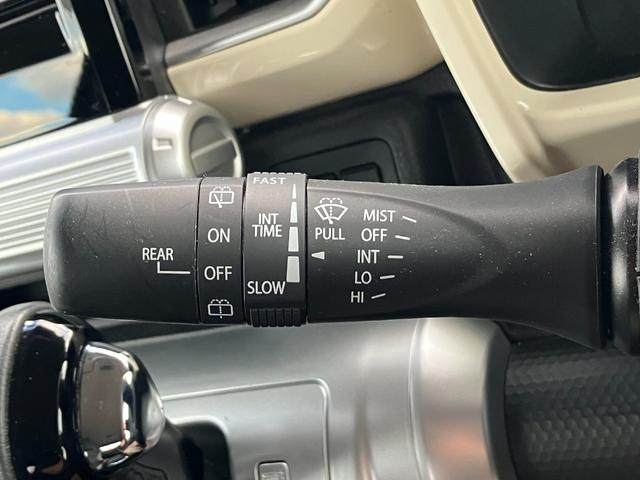 REAR
ON
OFF
FAST
INT
TIME
SLOW
PULL
MIST
OFF
INT
LO
HI